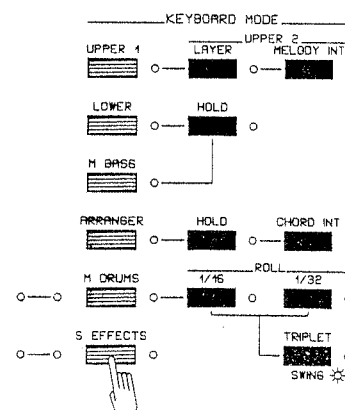 KEYBOARD MODE
UPPER 2
UPPER 1 LAYER MELODY INT
LOWER HOLD
M BASS
ARRANGER HOLD CHORD INT
ROLL
M DRUMS 1/16 1/32
S EFFECTS TRIPLET
SWING